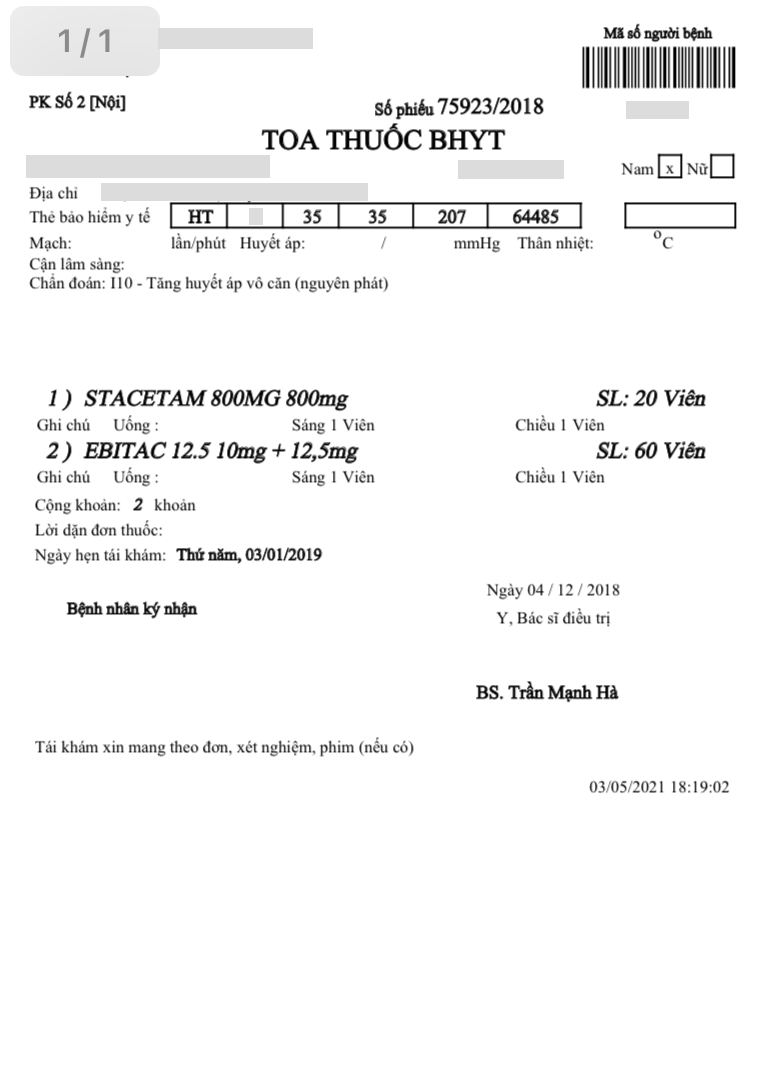 1/1
Mã số người bệnh
PK Số 2 [Nội]
Số phiếu 75923/2018
TOA THUỐC BHYT
Nam x Nữ
Địa chỉ
Thẻ bảo hiểm y tế HT 35 35 207 64485
Mạch: lần/phút Huyết áp: / mmHg Thân nhiệt: °C
Cận lâm sàng:
Chẩn đoán: I10 - Tăng huyết áp vô căn (nguyên phát)
1 ) STACETAM 800MG 800mg SL: 20 Viên
Ghi chú Uống : Sáng 1 Viên Chiều 1 Viên
2 ) EBITAC 12.5 10mg + 12,5mg SL: 60 Viên
Ghi chú Uống : Sáng 1 Viên Chiều 1 Viên
Cộng khoản: 2 khoản
Lời dặn đơn thuốc:
Ngày hẹn tái khám: Thứ năm, 03/01/2019
Ngày 04 / 12 / 2018
Bệnh nhân ký nhận
Y, Bác sĩ điều trị
BS. Trần Mạnh Hà
Tái khám xin mang theo đơn, xét nghiệm, phim (nếu có)
03/05/2021 18:19:02